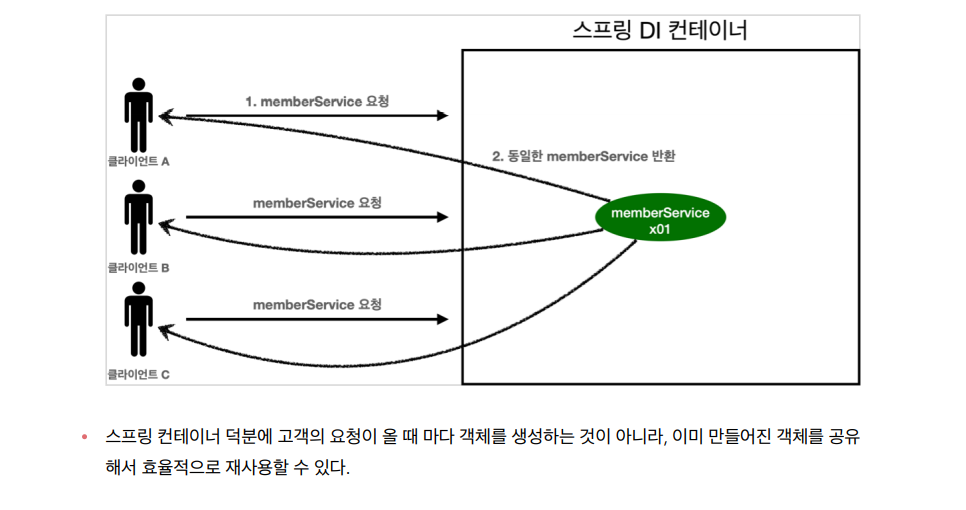 스프링 DI 컨테이너
1. memberService 요청
클라이언트 A
2. 동일한 memberService 반환
memberService 요청
memberService
x01
클라이언트 B
memberService 요청
클라이언트 C
스프링 컨테이너 덕분에 고객의 요청이 올 때 마다 객체를 생성하는 것이 아니라, 이미 만들어진 객체를 공유
해서 효율적으로 재사용할 수 있다.